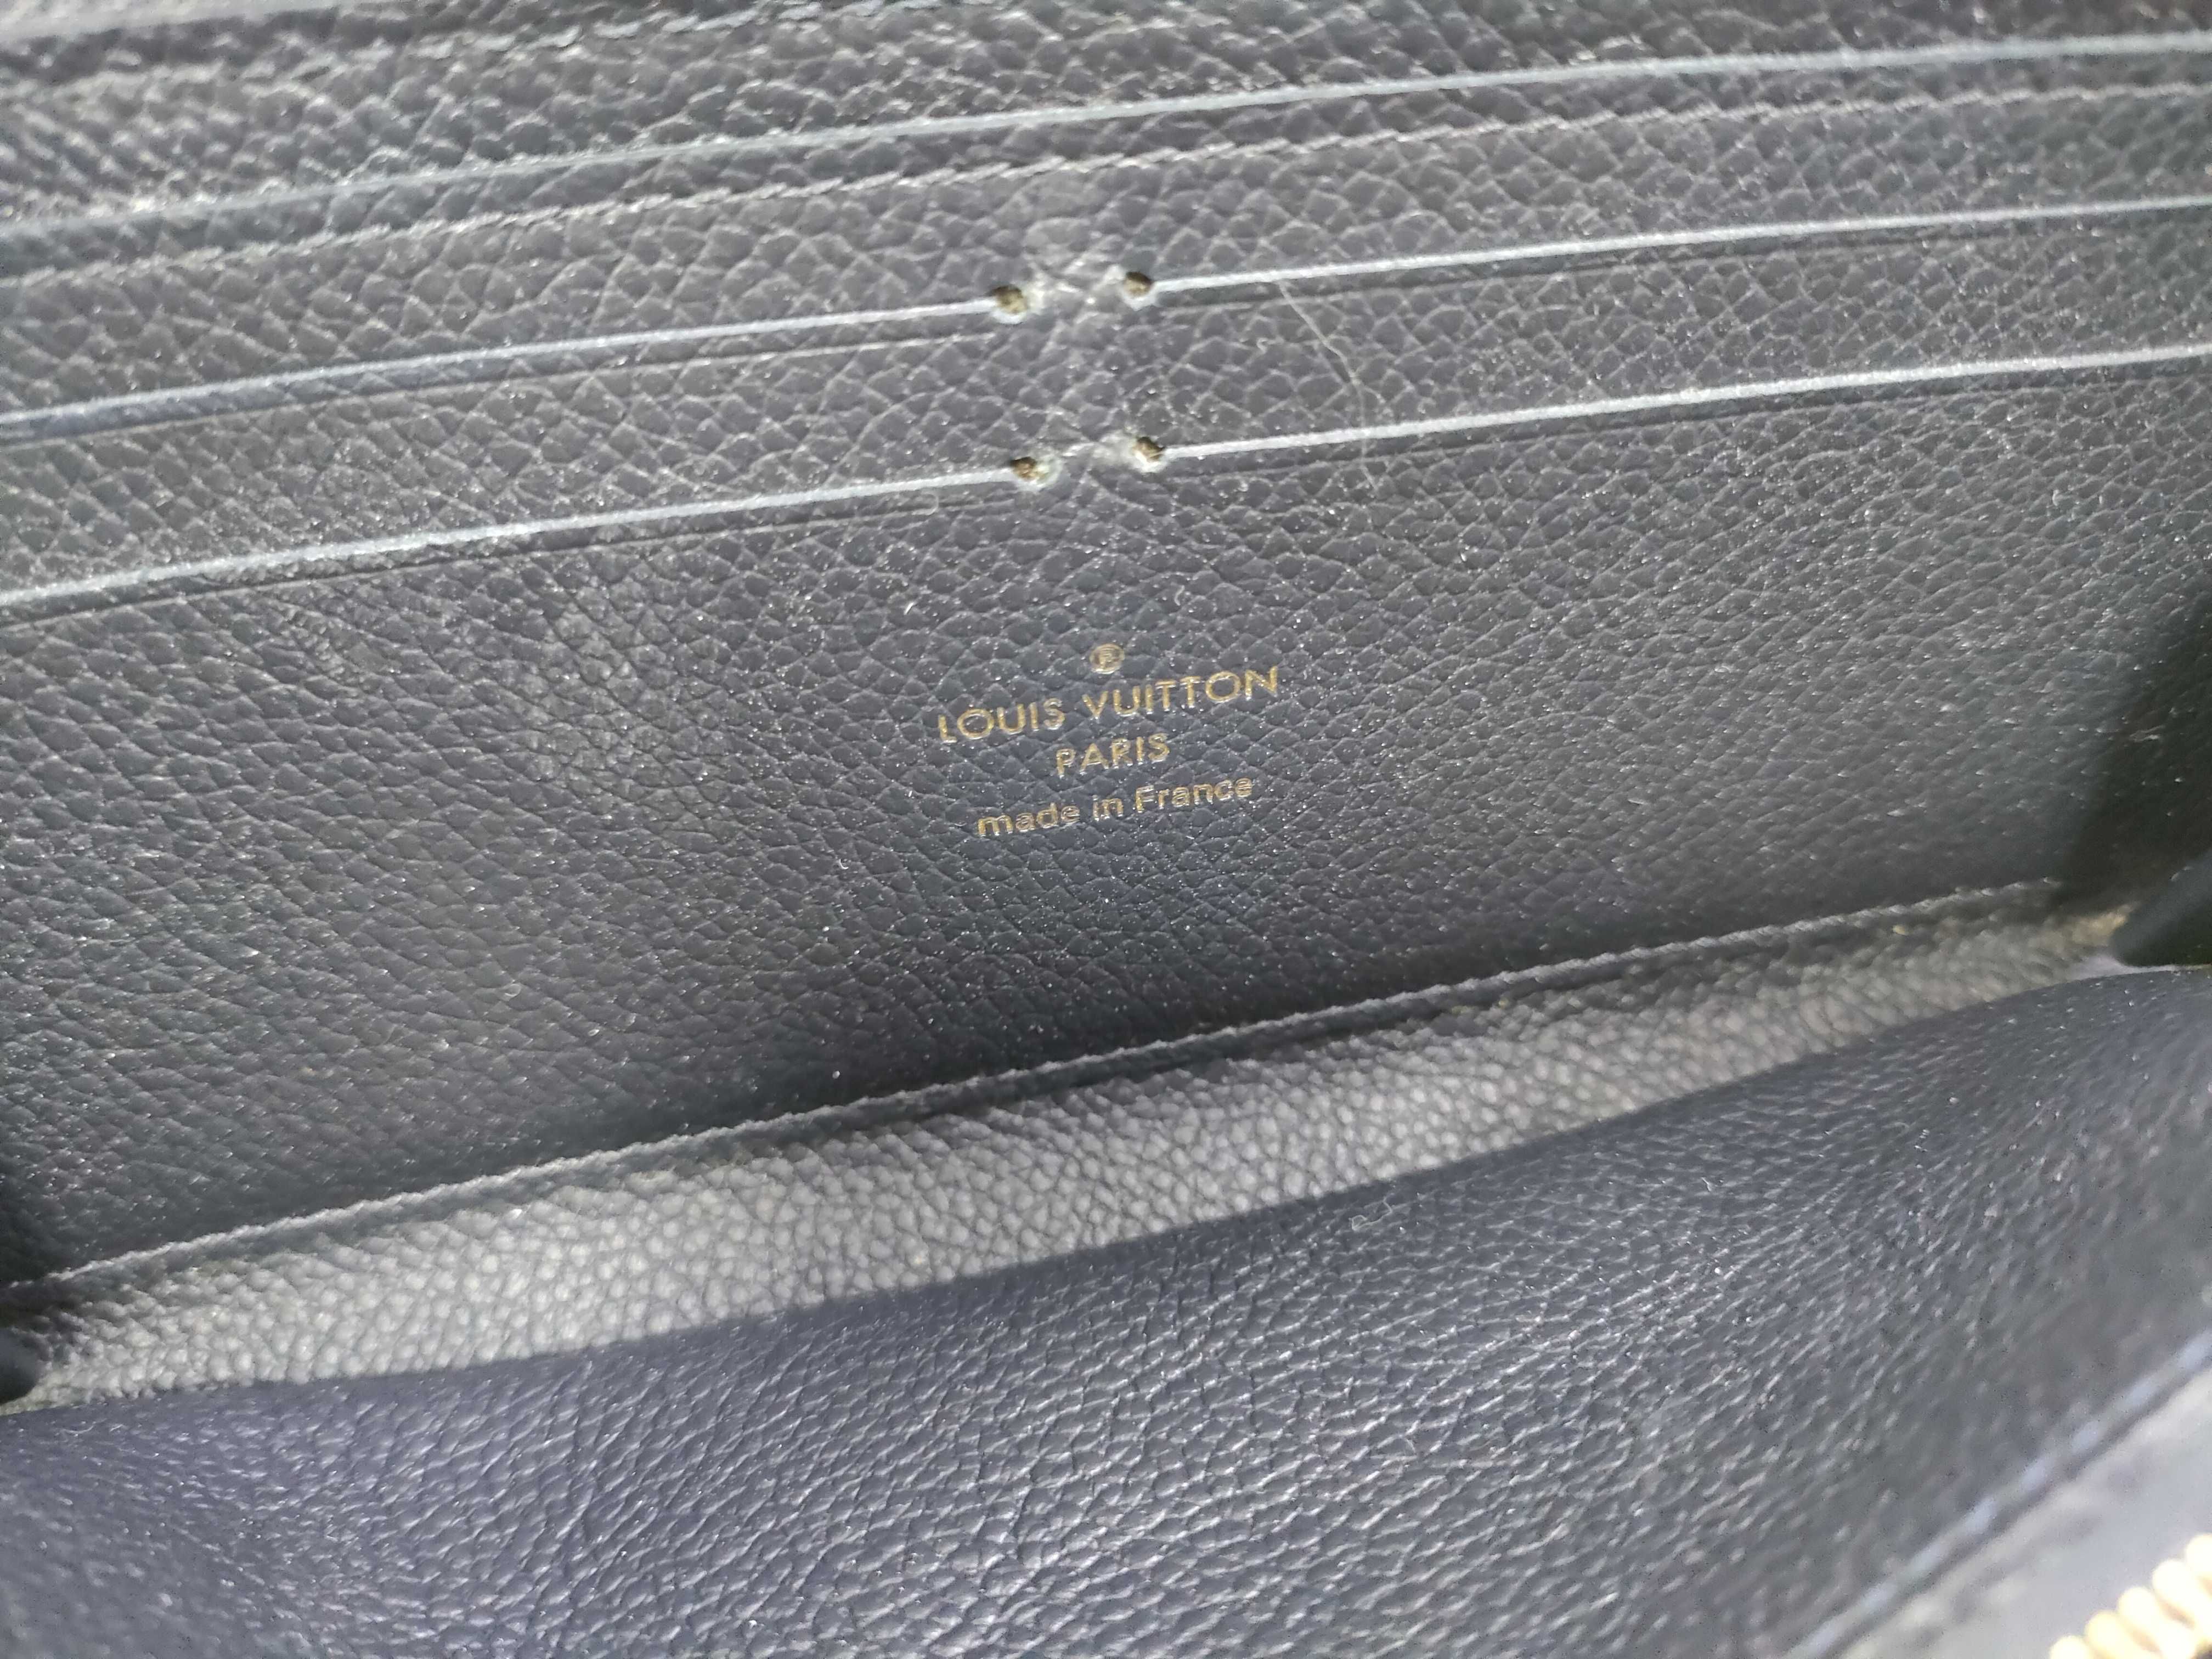 ®
LOUIS VUITTON
PARIS
made in France